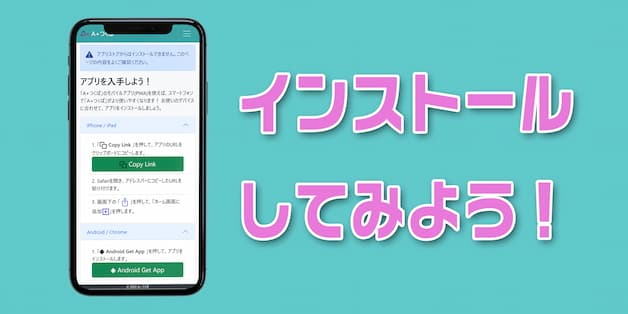 A+つくば
アプリストアからはインストールできません。このペ
ージの内容をよくご確認ください。
アプリを入手しよう！
「A+つくば」のモバイルアプリ(PWA)を使えば、スマートフォン
で「A+つくば」がより使いやすくなります！ お使いのデバイス
に合わせて、アプリをインストールしましょう。
iPhone / iPad
1. 「Copy Link 」を押して、アプリのURLを
クリップボードにコピーします。
Copy Link
2. Safariを開き、アドレスバーにコピーしたURLを
貼り付けます。
3. 画面下の「」を押して、「ホーム画面に
追加」を押します。
Android / Chrome
1. 「Android Get App 」を押して、アプリを
インストールします。
Android Get App
インストール
してみよう！